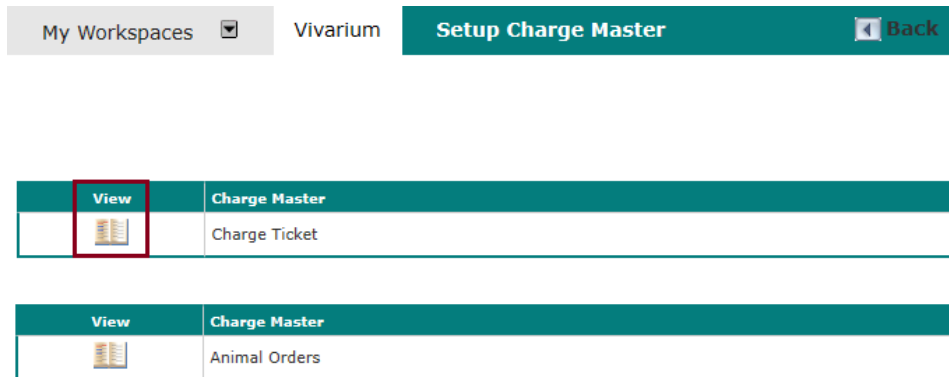 My Workspaces Vivarium Setup Charge Master Back
View Charge Master
Charge Ticket
View Charge Master
Animal Orders